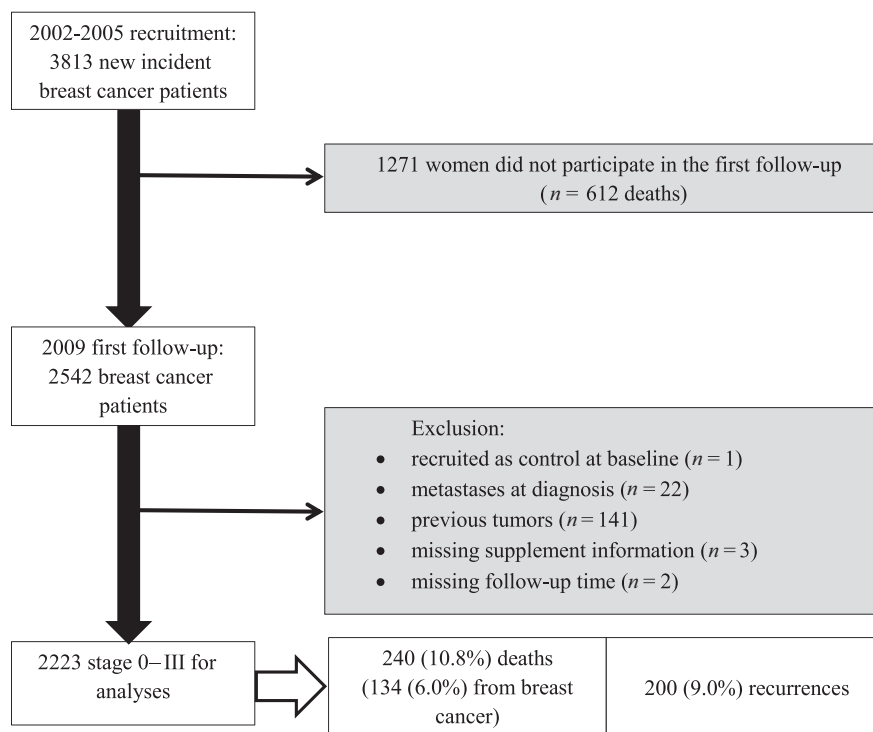 2002-2005 recruitment:
3813 new incident
breast cancer patients
1271 women did not participate in the first follow-up
(n = 612 deaths)
2009 first follow-up:
2542 breast cancer
patients
Exclusion:
• recruited as control at baseline (n = 1)
• metastases at diagnosis (n = 22)
• previous tumors (n = 141)
• missing supplement information (n = 3)
• missing follow-up time (n = 2)
2223 stage 0–III for
analyses
240 (10.8%) deaths
(134 (6.0%) from breast
cancer)
200 (9.0%) recurrences